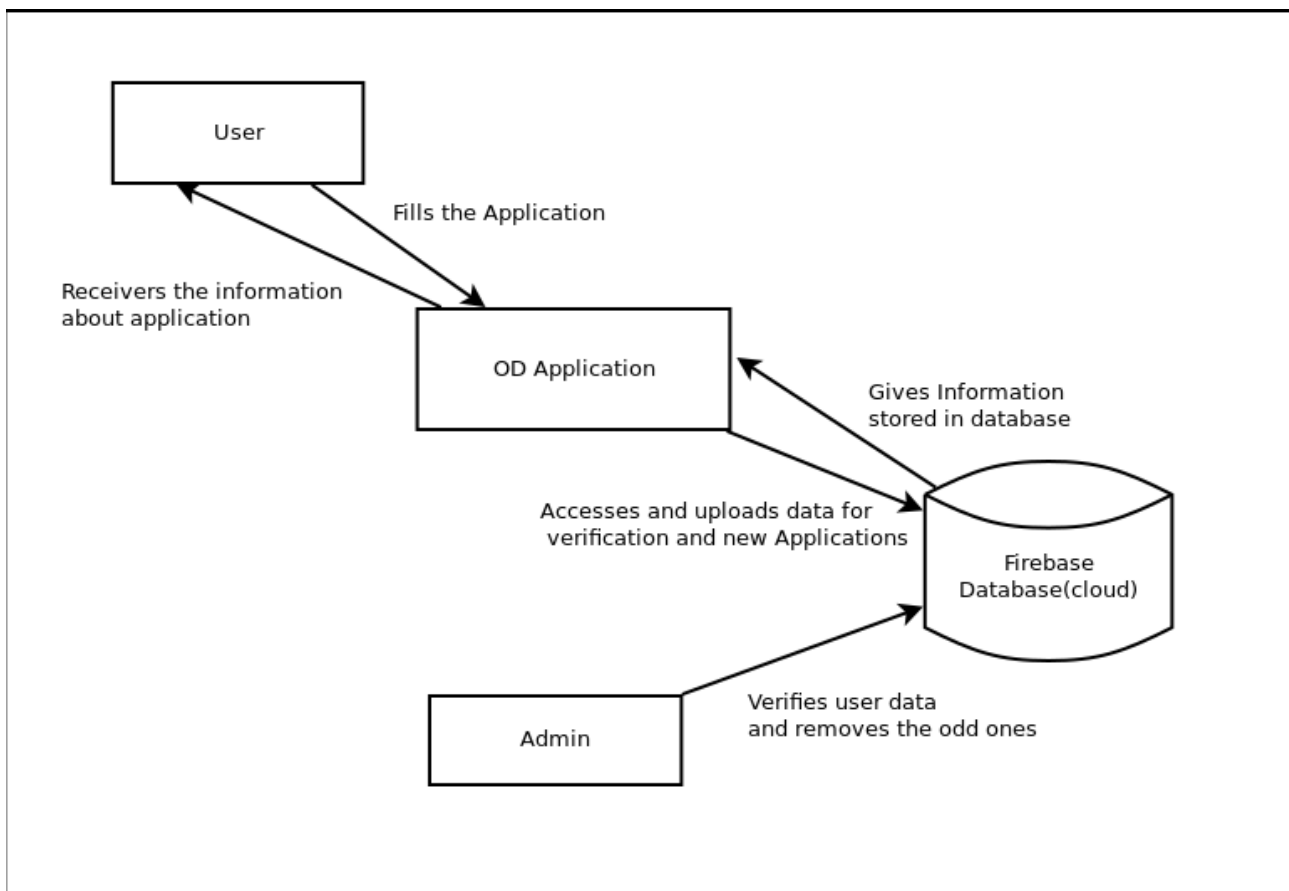 User
Fills the Application
Receivers the information
about application
OD Application
Gives Information
stored in database
Accesses and uploads data for
verification and new Applications
Firebase
Database(cloud)
Verifies user data
and removes the odd ones
Admin